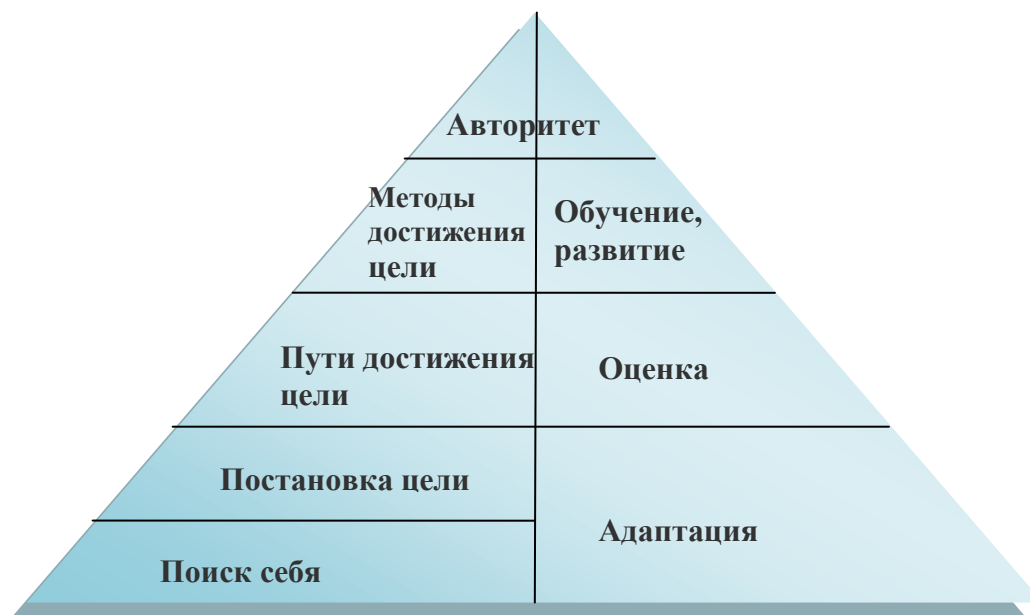 Авторитет
Методы
достижения
цели
Обучение,
развитие
Пути достижения
цели
Оценка
Постановка цели
Адаптация
Поиск себя